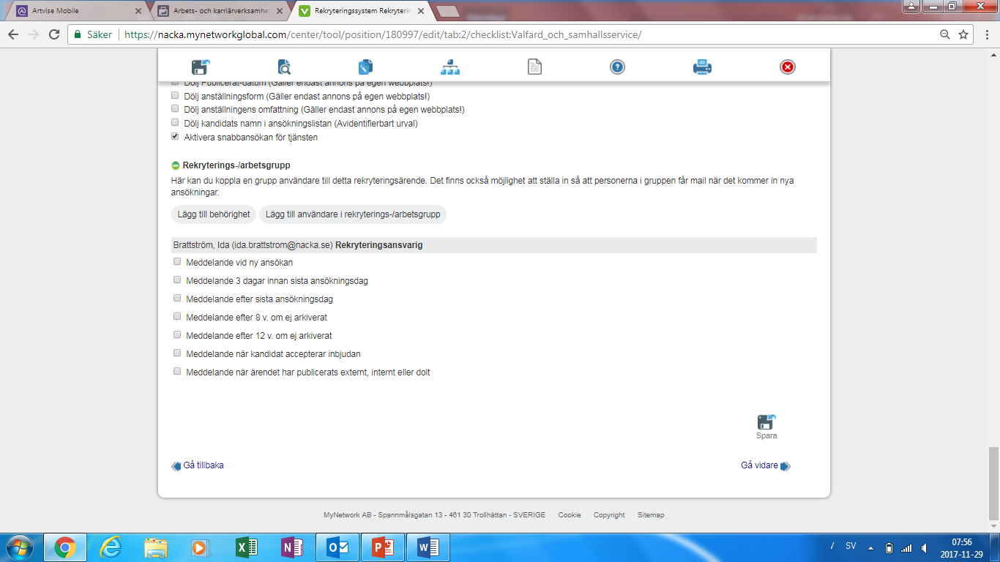 Artvise Mobile
Arbets- och karriärverksamhe
Rekryteringssystem Rekryterin
Säker
https://nacka.mynetworkglobal.com/center/tool/position/180997/edit/tab:2/checklist:Valfard_och_samhallsservice/
Dölj Publicerat-datum (Gäller endast annons på egen webbplats!)
Dölj anställningsform (Gäller endast annons på egen webbplats!)
Dölj anställningens omfattning (Gäller endast annons på egen webbplats!)
Dölj kandidats namn i ansökningslistan (Avidentifierbart urval)
Aktivera snabbansökan för tjänsten
Rekryterings-/arbetsgrupp
Här kan du koppla en grupp användare till detta rekryteringsärende. Det finns också möjlighet att ställa in så att personerna i gruppen får mail när det kommer in nya
ansökningar.
Lägg till behörighet Lägg till användare i rekryterings-/arbetsgrupp
Brattström, Ida (ida.brattstrom@nacka.se) Rekryteringsansvarig
Meddelande vid ny ansökan
Meddelande 3 dagar innan sista ansökningsdag
Meddelande efter sista ansökningsdag
Meddelande efter 8 v. om ej arkiverat
Meddelande efter 12 v. om ej arkiverat
Meddelande när kandidat accepterar inbjudan
Meddelande när ärendet har publicerats externt, internt eller dolt
Spara
Gå tillbaka
Gå vidare
MyNetwork AB - Spannmålsgatan 13 - 461 30 Trollhättan - SVERIGE Cookie Copyright Sitemap
SV
07:56
2017-11-29